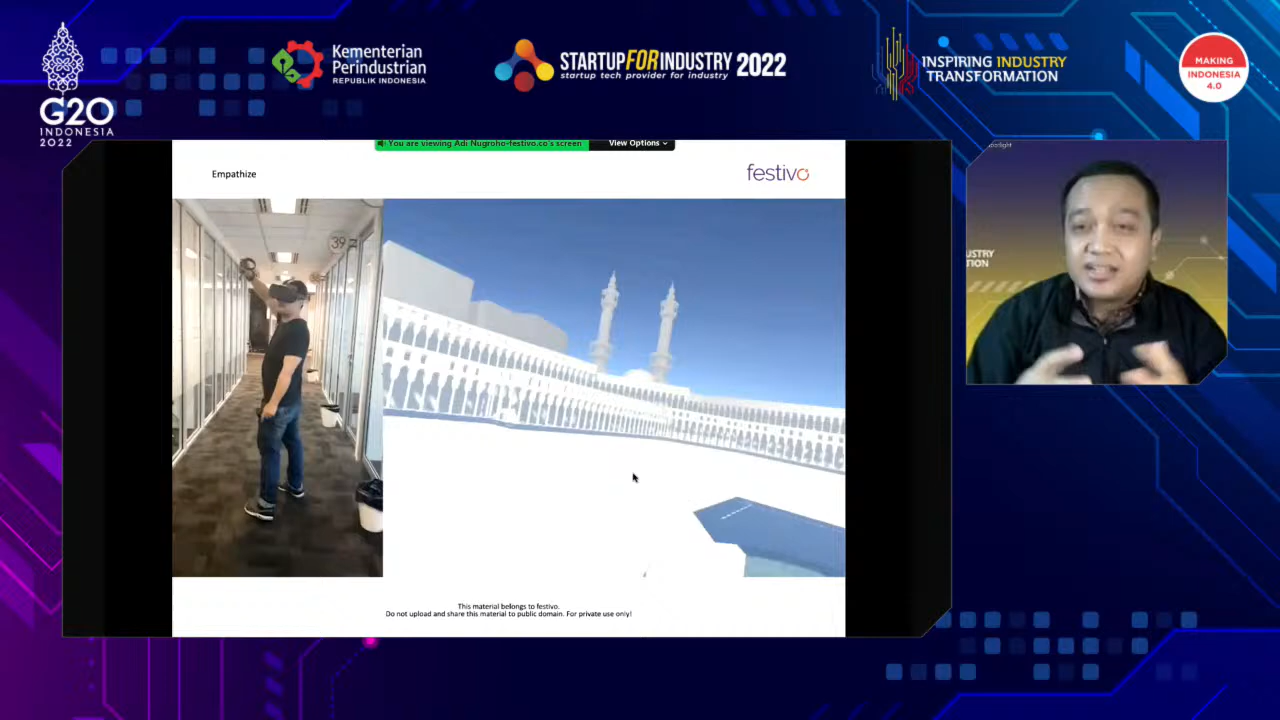 G20
INDONESIA
2022
Kementerian
Perindustrian
REPUBLIK INDONESIA
STARTUPFORINDUSTRY 2022
startup tech provider for industry
INSPIRING INDUSTRY
TRANSFORMATION
MAKING
INDONESIA
4.0
You are viewing Adi Nugroho-festivo.co's screen
View Options
Empathize
festivo
39
This material belongs to festivo.
Do not upload and share this material to public domain. For private use only!